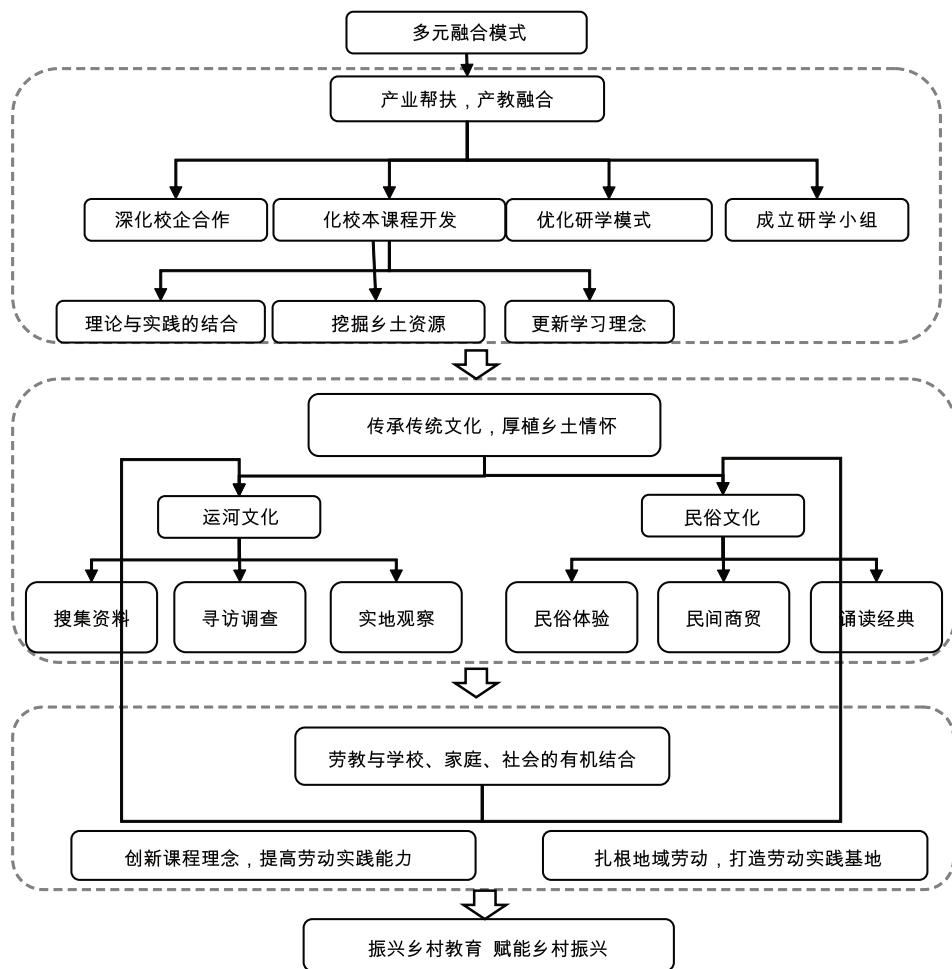 多元融合模式
产业帮扶，产教融合
深化校企合作
化校本课程开发
优化研学模式
成立研学小组
理论与实践的结合
挖掘乡土资源
更新学习理念
传承传统文化，厚植乡土情怀
运河文化
民俗文化
搜集资料
寻访调查
实地观察
民俗体验
民间商贸
诵读经典
劳教与学校、家庭、社会的有机结合
创新课程理念，提高劳动实践能力
扎根地域劳动，打造劳动实践基地
振兴乡村教育 赋能乡村振兴